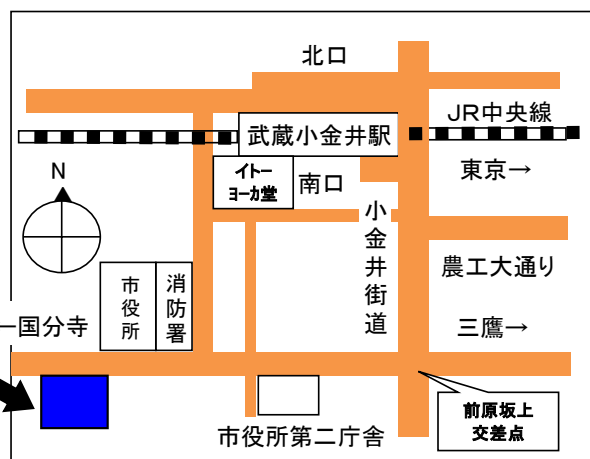 北口
JR中央線
武蔵小金井駅
N
イトー
ヨーカ堂
南口
東京→
小金井街道
農工大通り
市役所
消防署
ー国分寺
三鷹→
市役所第二庁舎
前原坂上
交差点